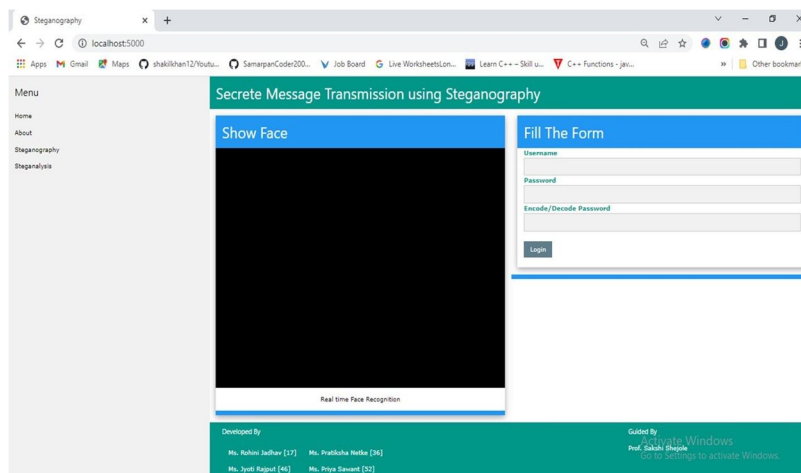 Steganography
localhost:5000
Apps Gmail Maps shakilkhan12/Youtu... SamarpanCoder200... Job Board Live WorksheetsLon... Learn C++ – Skill u... C++ Functions - jav... » Other bookmar
Menu
Home
About
Steganography
Steganalysis
Secrete Message Transmission using Steganography
Show Face
Real time Face Recognition
Fill The Form
Username
Password
Encode/Decode Password
Login
Developed By
Ms. Rohini Jadhav [17] Ms. Pratiksha Netke [36]
Ms. Jyoti Rajput [46] Ms. Priya Sawant [52]
Guided By
Prof. Sakshi Shejole
Activate Windows
Go to Settings to activate Windows.